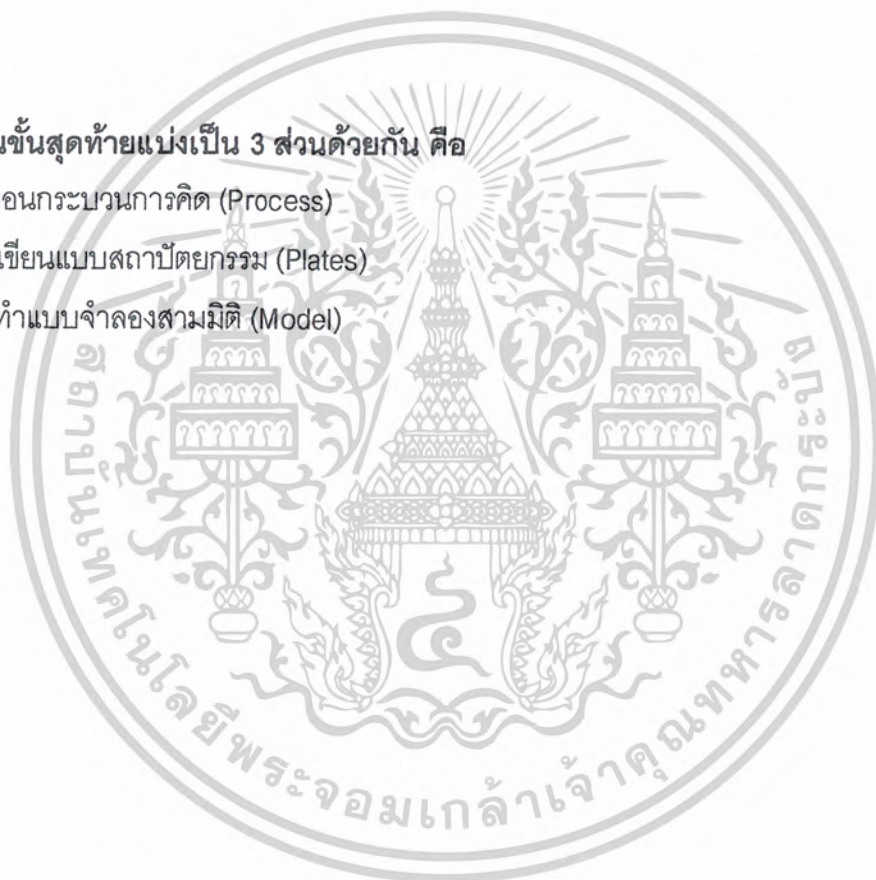 นขั้นสุดท้ายแบ่งเป็น 3 ส่วนด้วยกัน คือ
อนกระบวนการคิด (Process)
เขียนแบบสถาปัตยกรรม (Plates)
ทำแบบจำลองสามมิติ (Model)
สถาบันเทคโนโลยีพระจอมเกล้าเจ้าคุณทหารลาดกระบัง
๔